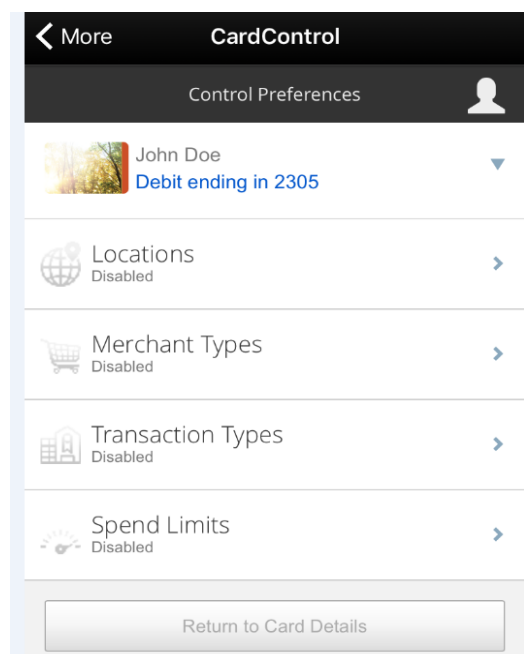 More
CardControl
Control Preferences
John Doe
Debit ending in 2305
Locations
Disabled
Merchant Types
Disabled
Transaction Types
Disabled
Spend Limits
Disabled
Return to Card Details